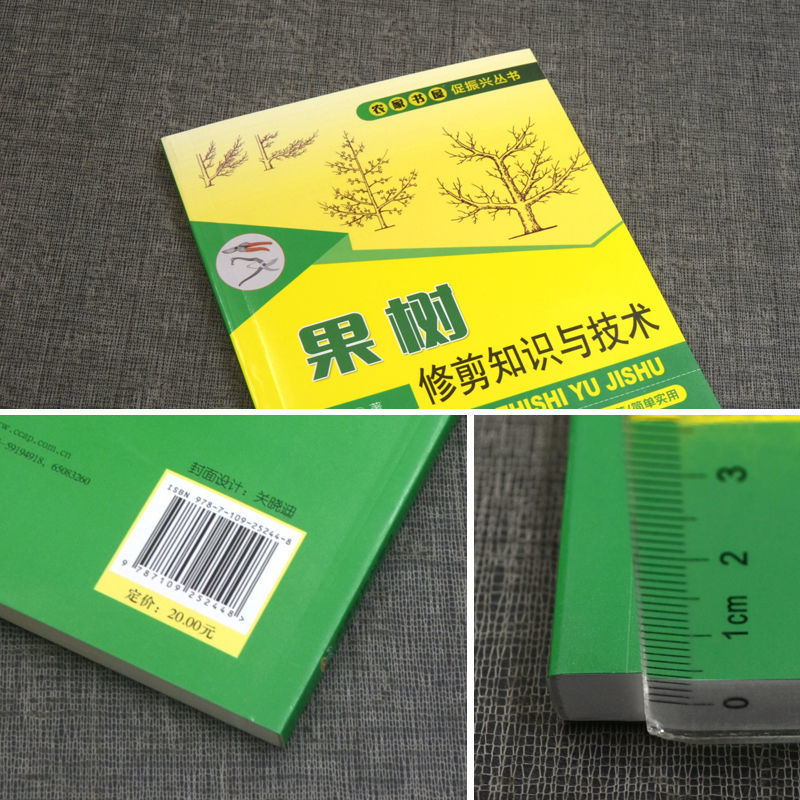 农家书屋 促振兴丛书
果树
修剪知识与技术
ZHISHI YU JISHU
著
简单实用
w.ccap.com.cn
59194918, 65083260
封面设计：关晓迪
ISBN 978-7-109-25244-8
9 787109 252448 >
定价：20.00元
3
2
1cm
0